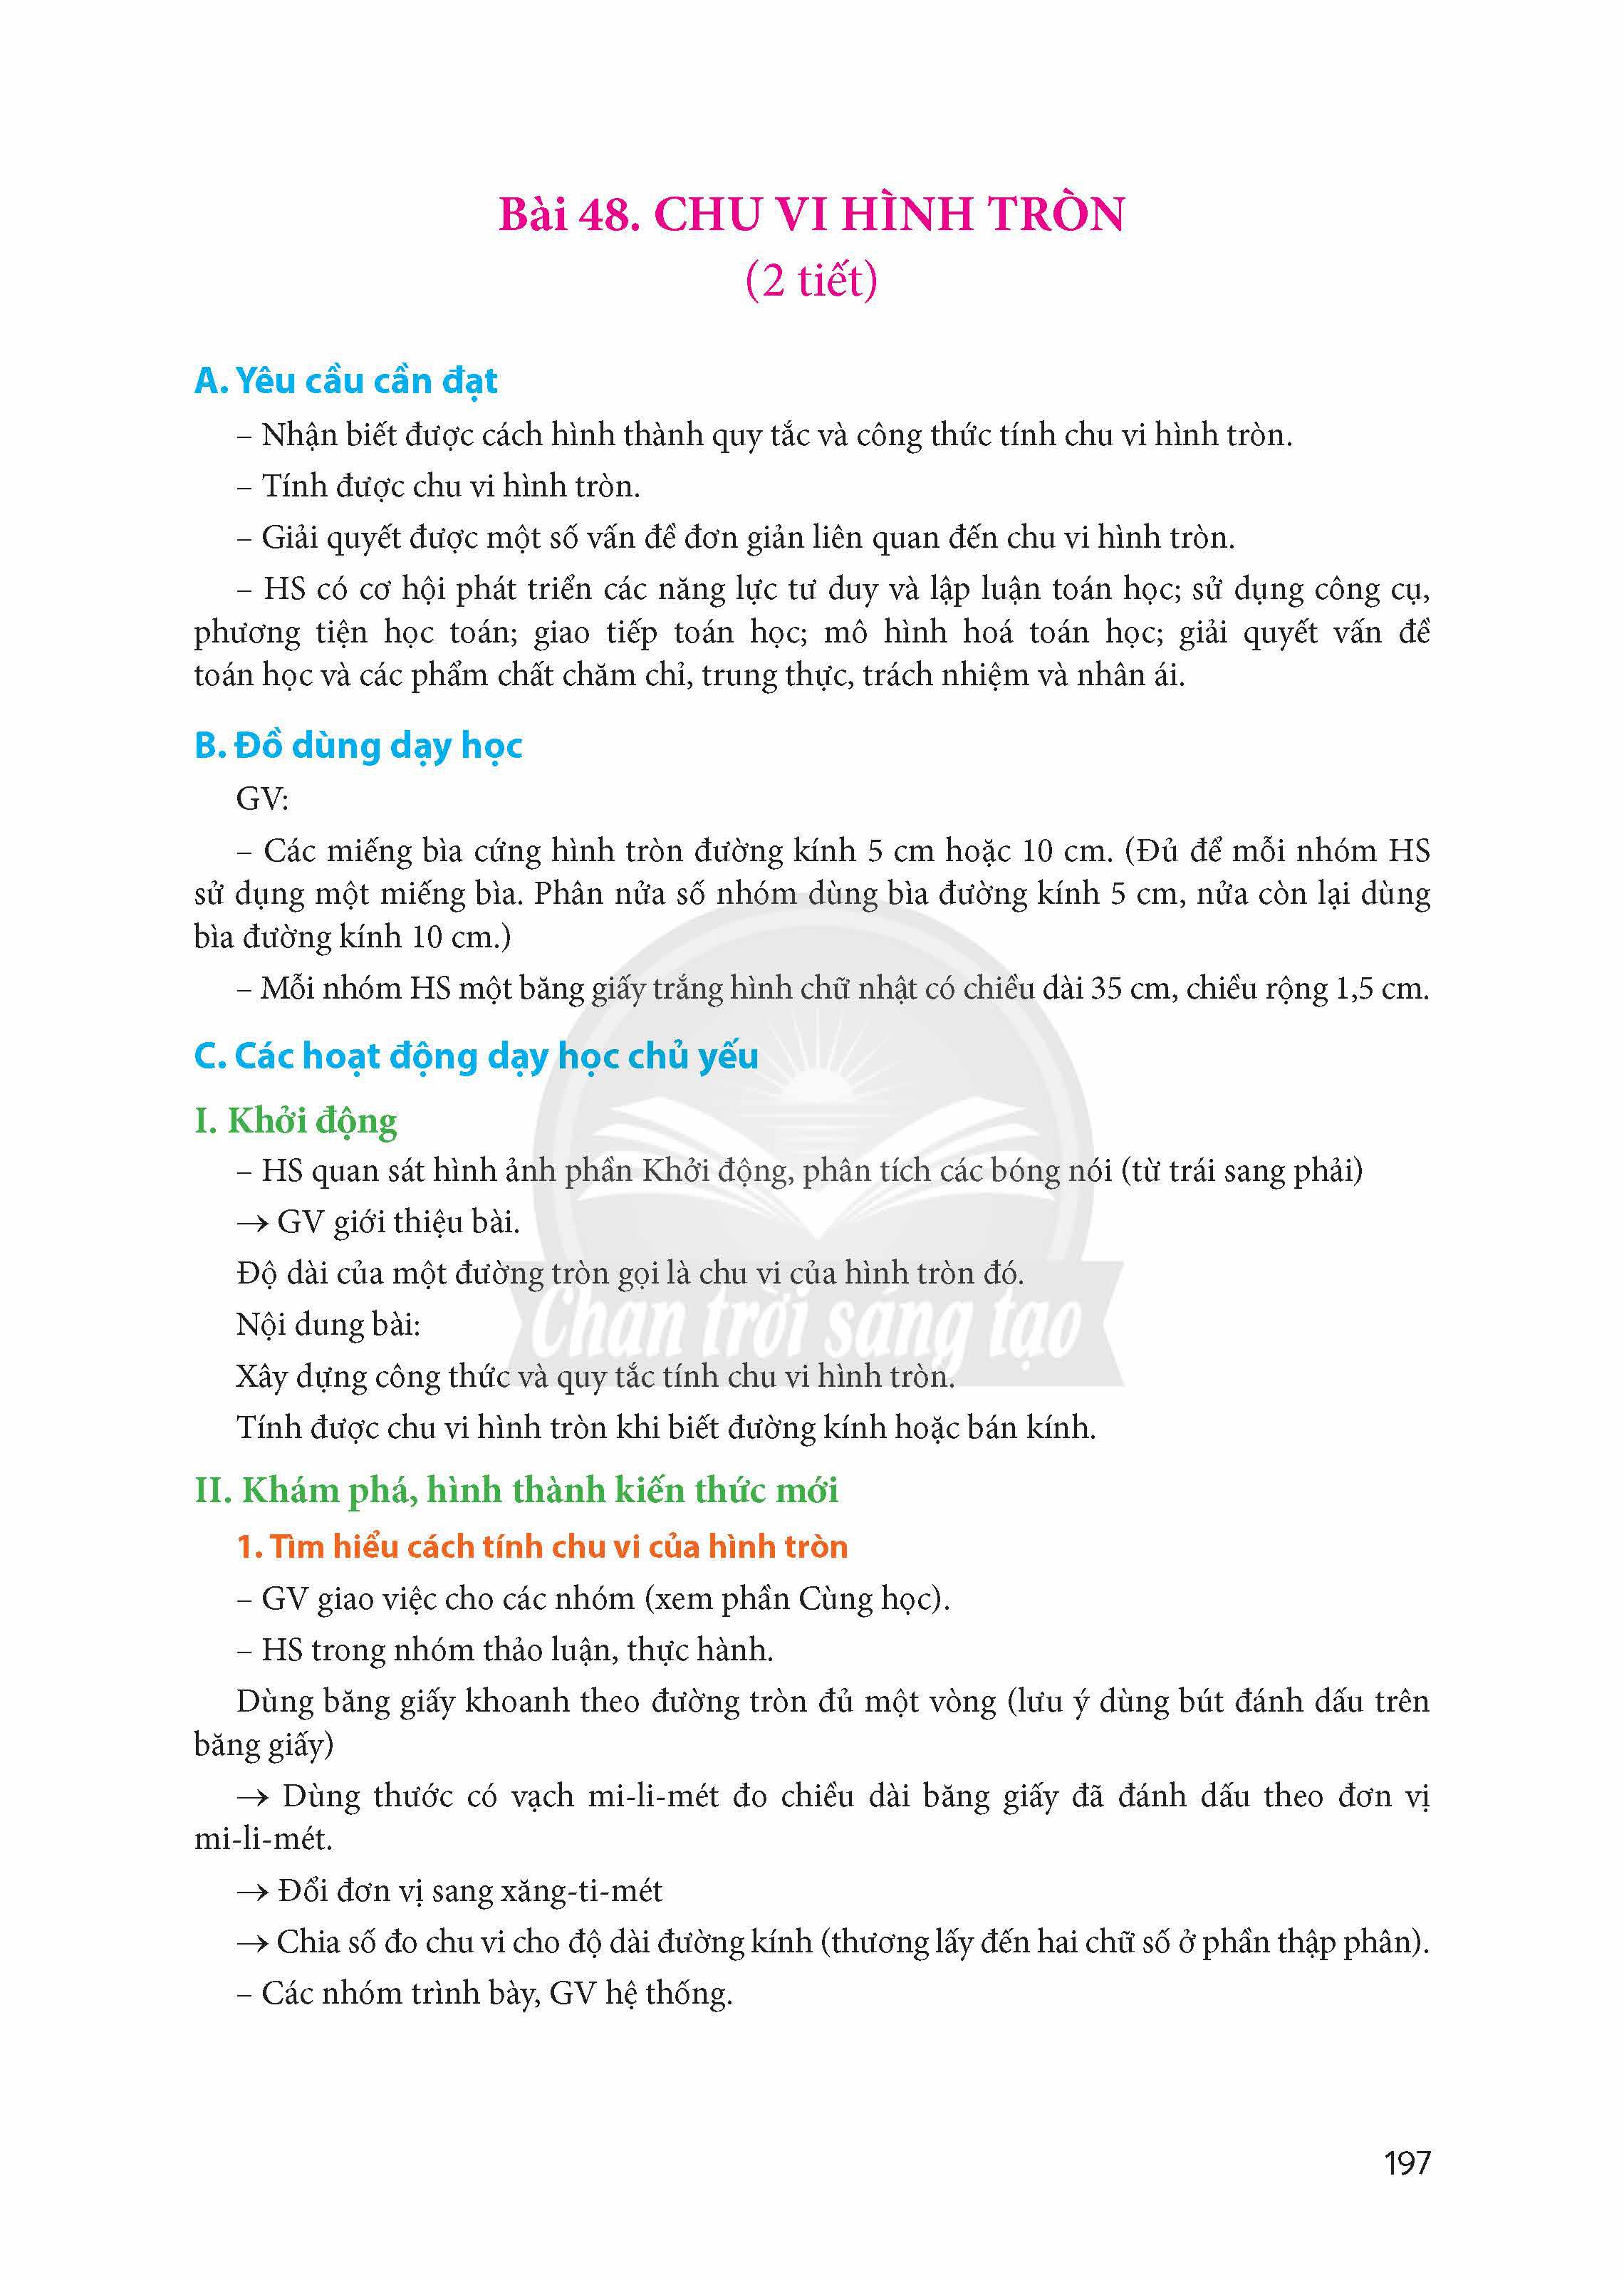 Bài 48. CHU VI HÌNH TRÒN
(2 tiết)
A. Yêu cầu cần đạt
– Nhận biết được cách hình thành quy tắc và công thức tính chu vi hình tròn.
– Tính được chu vi hình tròn.
– Giải quyết được một số vấn đề đơn giản liên quan đến chu vi hình tròn.
– HS có cơ hội phát triển các năng lực tư duy và lập luận toán học; sử dụng công cụ,
phương tiện học toán; giao tiếp toán học; mô hình hoá toán học; giải quyết vấn đề
toán học và các phẩm chất chăm chỉ, trung thực, trách nhiệm và nhân ái.
B. Đồ dùng dạy học
GV:
– Các miếng bìa cứng hình tròn đường kính 5 cm hoặc 10 cm. (Đủ để mỗi nhóm HS
sử dụng một miếng bìa. Phân nửa số nhóm dùng bìa đường kính 5 cm, nửa còn lại dùng
bìa đường kính 10 cm.)
– Mỗi nhóm HS một băng giấy trắng hình chữ nhật có chiều dài 35 cm, chiều rộng 1,5 cm.
C. Các hoạt động dạy học chủ yếu
I. Khởi động
– HS quan sát hình ảnh phần Khởi động, phân tích các bóng nói (từ trái sang phải)
→ GV giới thiệu bài.
Độ dài của một đường tròn gọi là chu vi của hình tròn đó.
Chân trời sáng tạo
Nội dung bài:
Xây dựng công thức và quy tắc tính chu vi hình tròn.
Tính được chu vi hình tròn khi biết đường kính hoặc bán kính.
II. Khám phá, hình thành kiến thức mới
1. Tìm hiểu cách tính chu vi của hình tròn
– GV giao việc cho các nhóm (xem phần Cùng học).
– HS trong nhóm thảo luận, thực hành.
Dùng băng giấy khoanh theo đường tròn đủ một vòng (lưu ý dùng bút đánh dấu trên
băng giấy)
→ Dùng thước có vạch mi-li-mét đo chiều dài băng giấy đã đánh dấu theo đơn vị
mi-li-mét.
→ Đổi đơn vị sang xăng-ti-mét
→ Chia số đo chu vi cho độ dài đường kính (thương lấy đến hai chữ số ở phần thập phân).
– Các nhóm trình bày, GV hệ thống.
197